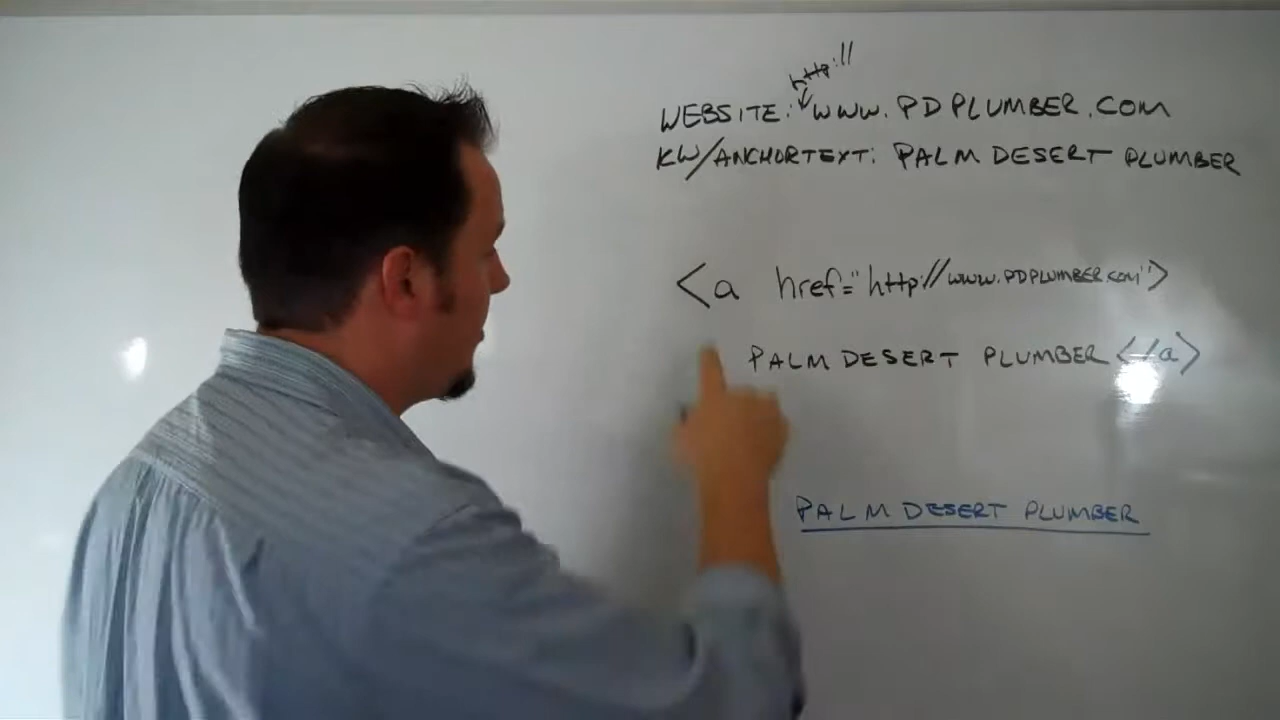 http://
WEBSITE: WWW.PDPLUMBER.COM
KW/ANCHORTEXT: PALM DESERT PLUMBER
<a href="http://www.PDPLUMBER.com">
PALM DESERT PLUMBER</a>
PALM DESERT PLUMBER